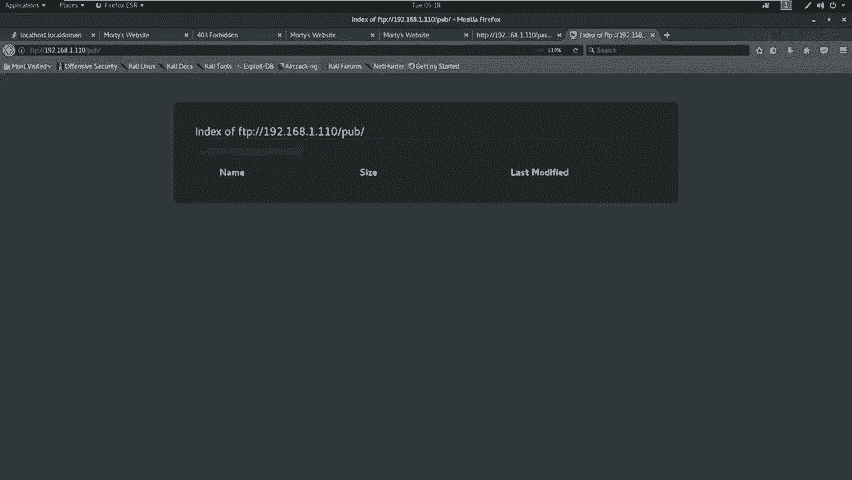 Applications Places Firefox ESR Tue 05:18
Index of ftp://192.168.1.110/pub/ - Mozilla Firefox
localhost.localdomain Morty's Website 403 Forbidden Morty's Website Morty's Website http://192.168.1.110/pas... Index of ftp://192.168...
ftp://192.168.1.110/pub/ 110% Search
Most Visited Offensive Security Kali Linux Kali Docs Kali Tools Exploit-DB Aircrack-ng Kali Forums NetHunter Getting Started
Index of ftp://192.168.1.110/pub/
Name Size Last Modified